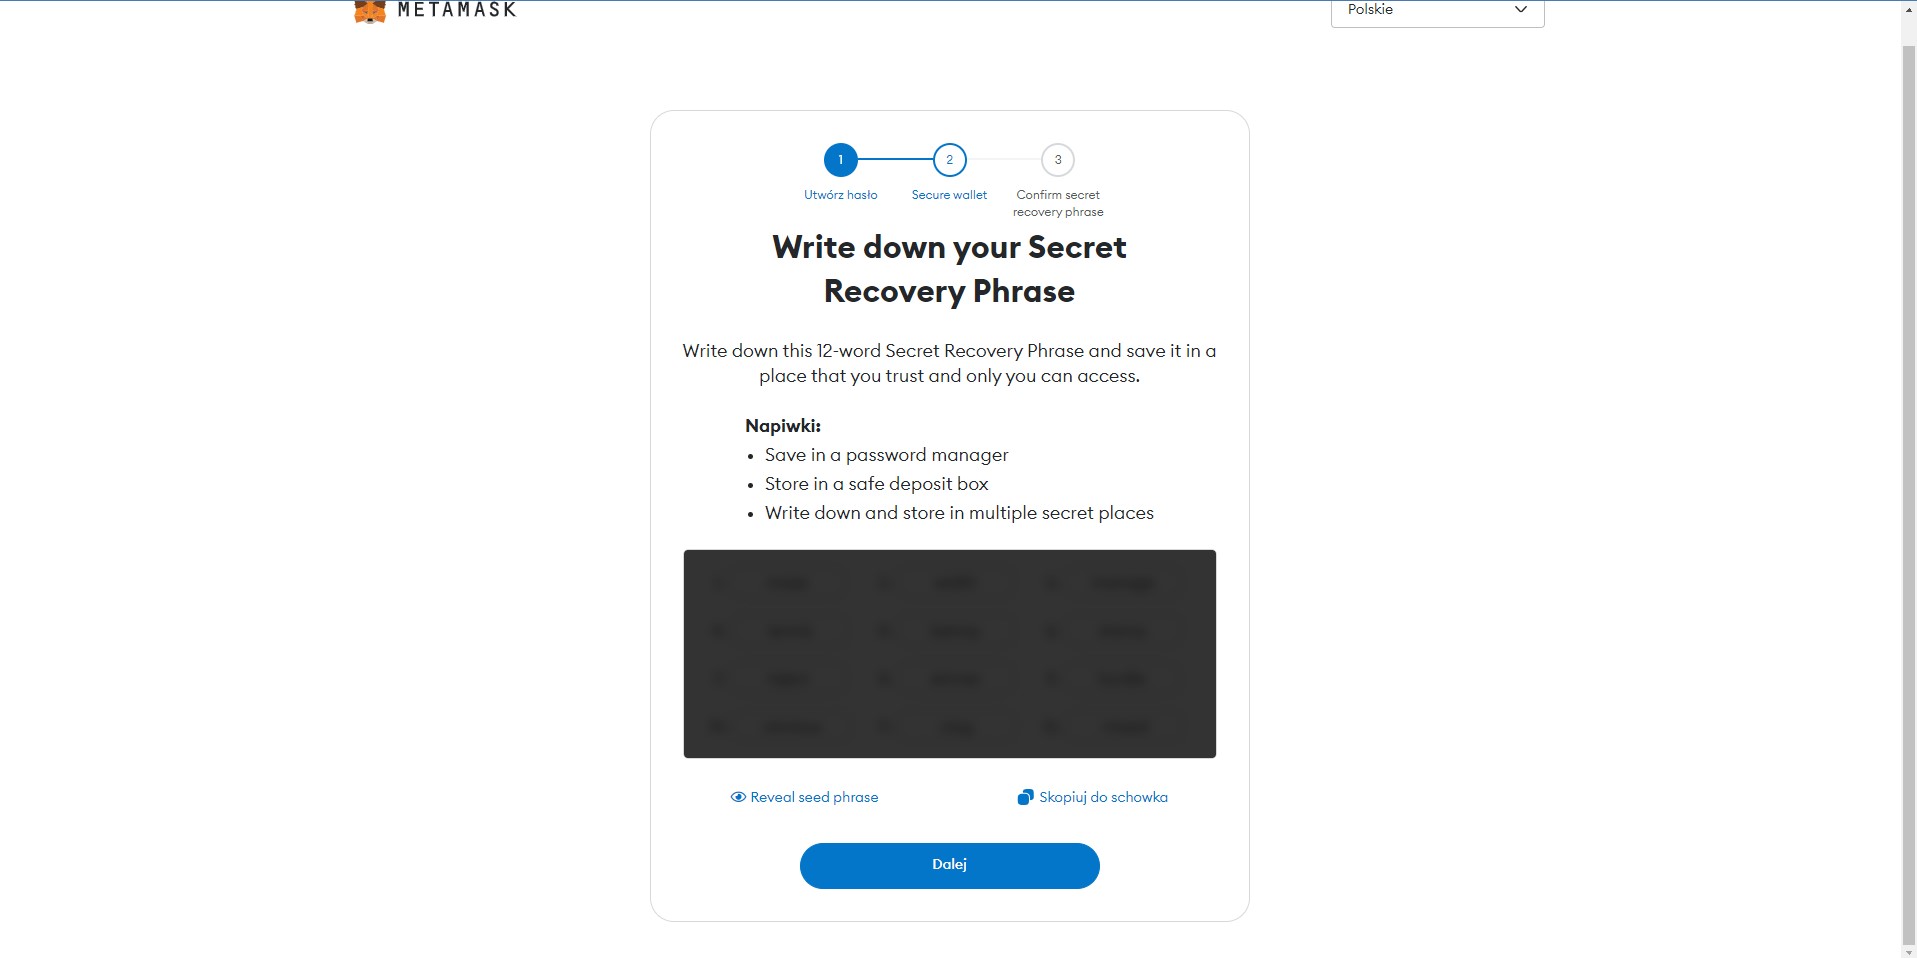 METAMASK
Polskie
1
2
3
Utwórz hasło
Secure wallet
Confirm secret
recovery phrase
Write down your Secret
Recovery Phrase
Write down this 12-word Secret Recovery Phrase and save it in a
place that you trust and only you can access.
Napiwki:
• Save in a password manager
• Store in a safe deposit box
• Write down and store in multiple secret places
Reveal seed phrase
Skopiuj do schowka
Dalej